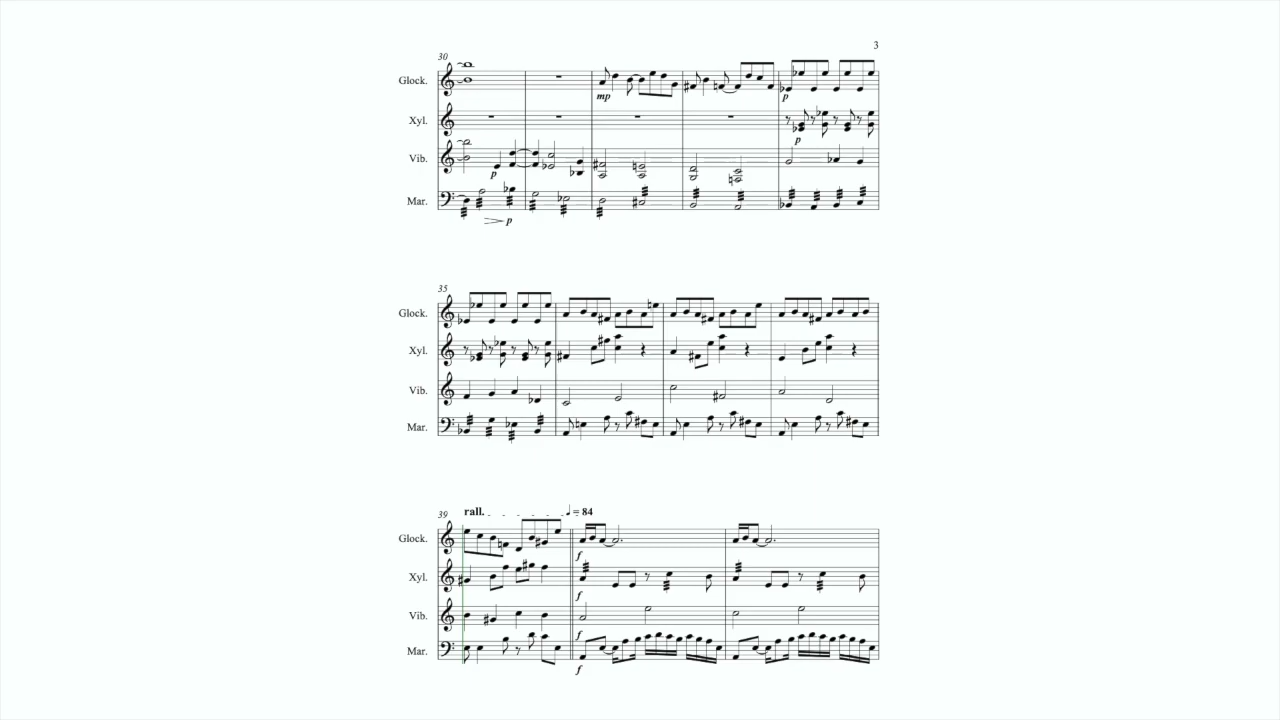 3
30
Glock.
mp
p
Xyl.
p
Vib.
p
Mar.
p
35
Glock.
Xyl.
Vib.
Mar.
39
rall. = 84
Glock.
f
Xyl.
f
Vib.
f
Mar.
f